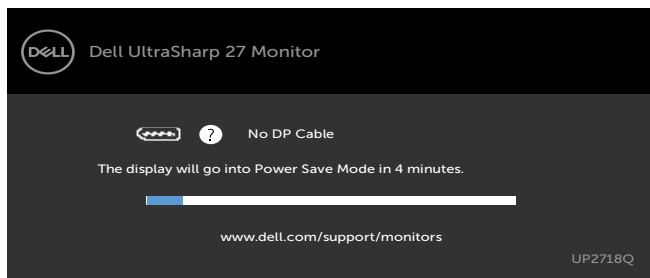 DELL Dell UltraSharp 27 Monitor
? No DP Cable
The display will go into Power Save Mode in 4 minutes.
www.dell.com/support/monitors
UP2718Q